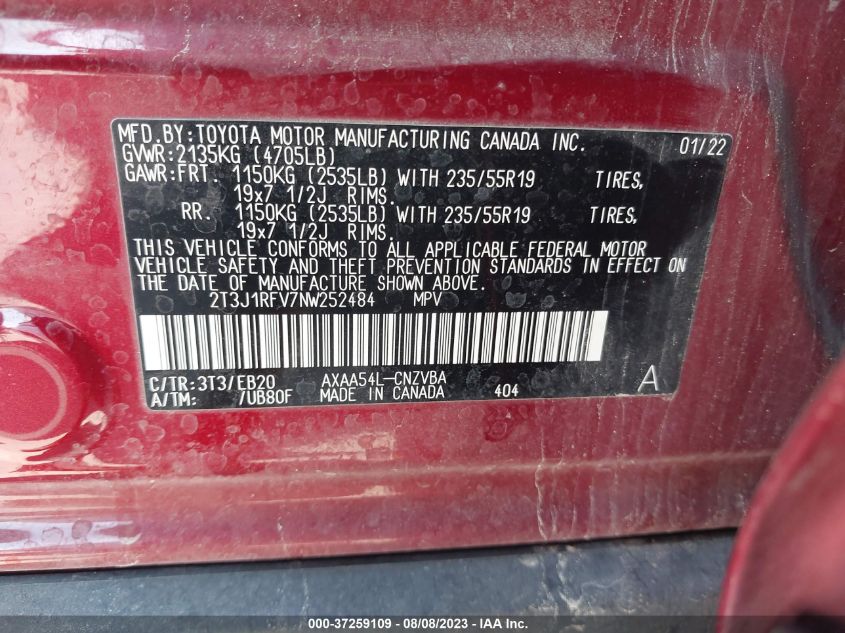 MFD. BY: TOYOTA MOTOR MANUFACTURING CANADA INC. 01/22
GVWR: 2135KG (4705LB)
GAWR: FRT. 1150KG (2535LB) WITH 235/55R19 TIRES,
19x7 1/2J RIMS.
RR. 1150KG (2535LB) WITH 235/55R19 TIRES,
19x7 1/2J RIMS.
THIS VEHICLE CONFORMS TO ALL APPLICABLE FEDERAL MOTOR
VEHICLE SAFETY AND THEFT PREVENTION STANDARDS IN EFFECT ON
THE DATE OF MANUFACTURE SHOWN ABOVE.
2T3J1RFV7NW252484 MPV
C/TR: 3T3/EB20 AXAA54L-CNZVBA A
A/TM: /UB80F MADE IN CANADA 404
000-37259109 - 08/08/2023 - IAA Inc.